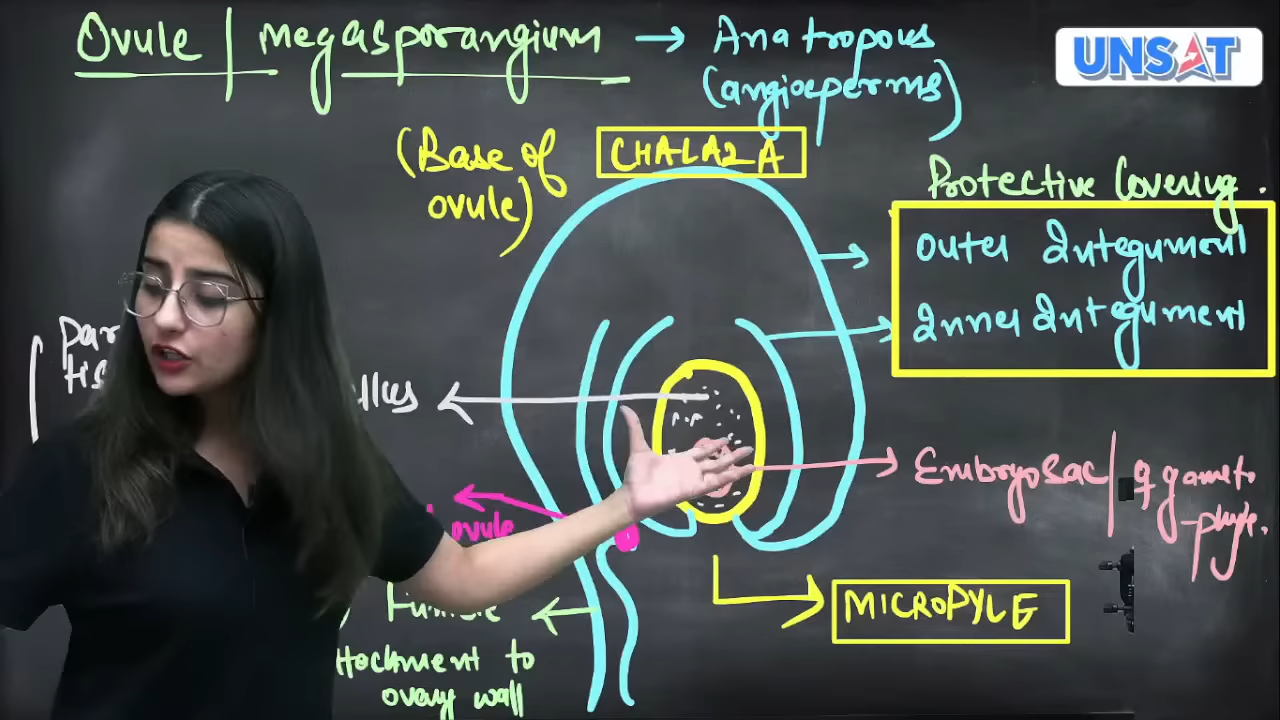 Ovule | megasporangium → Anatropous
(angiosperms)
UNSAT
(Base of
ovule)
CHALAZA
Protective Covering.
Outer Integument
Inner Integument
Embryosac | ♀ gameto
-phyte.
ovule
MICROPYLE
Attachment to
ovary wall